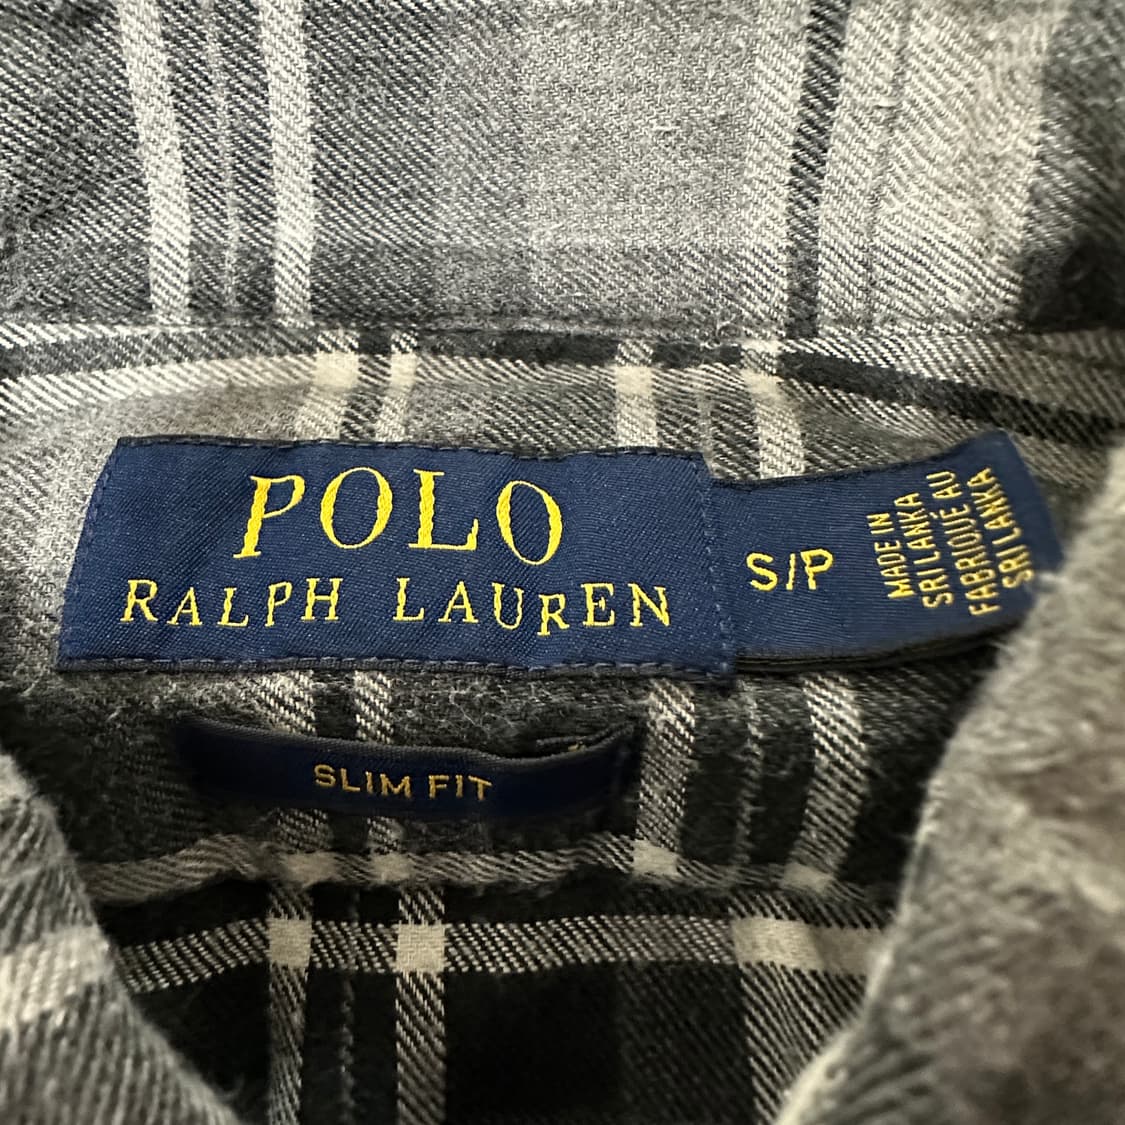 POLO
RALPH LAUREN
S/P
MADE IN
SRI LANKA
FABRIQUÉ AU
SRI LANKA
SLIM FIT